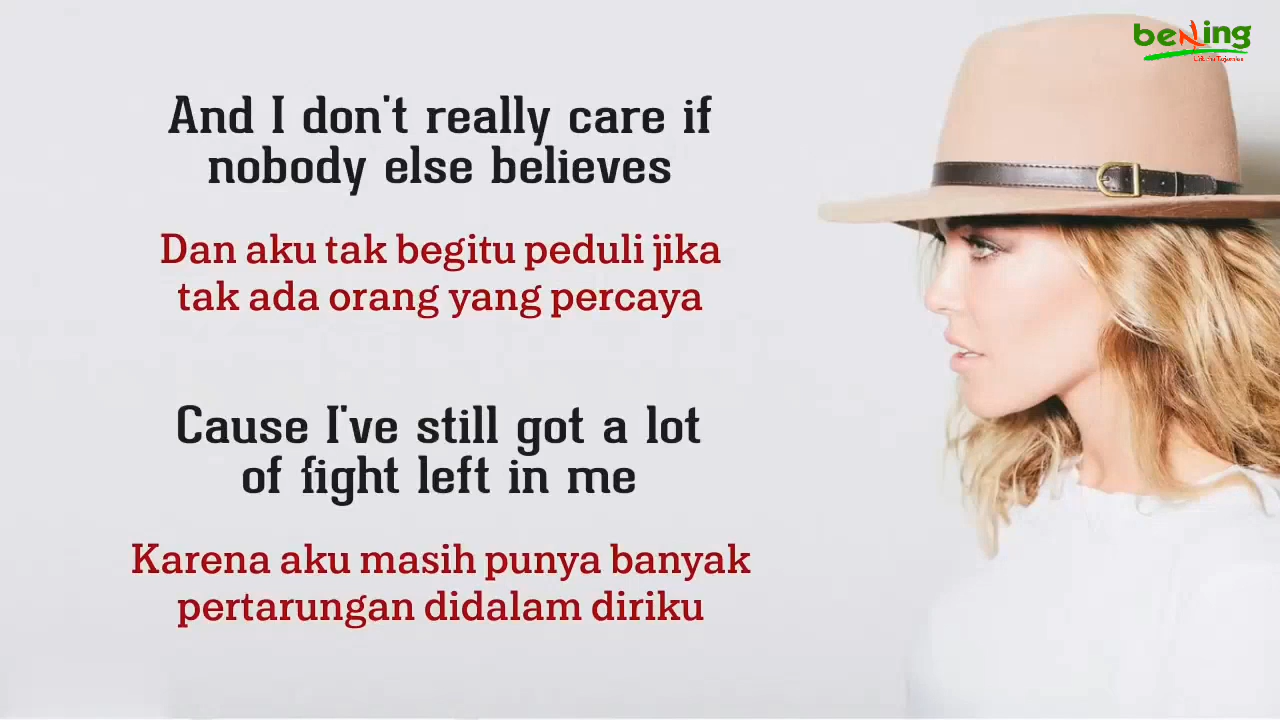 bening
And I don't really care if
nobody else believes
Dan aku tak begitu peduli jika
tak ada orang yang percaya
Cause I've still got a lot
of fight left in me
Karena aku masih punya banyak
pertarungan didalam diriku